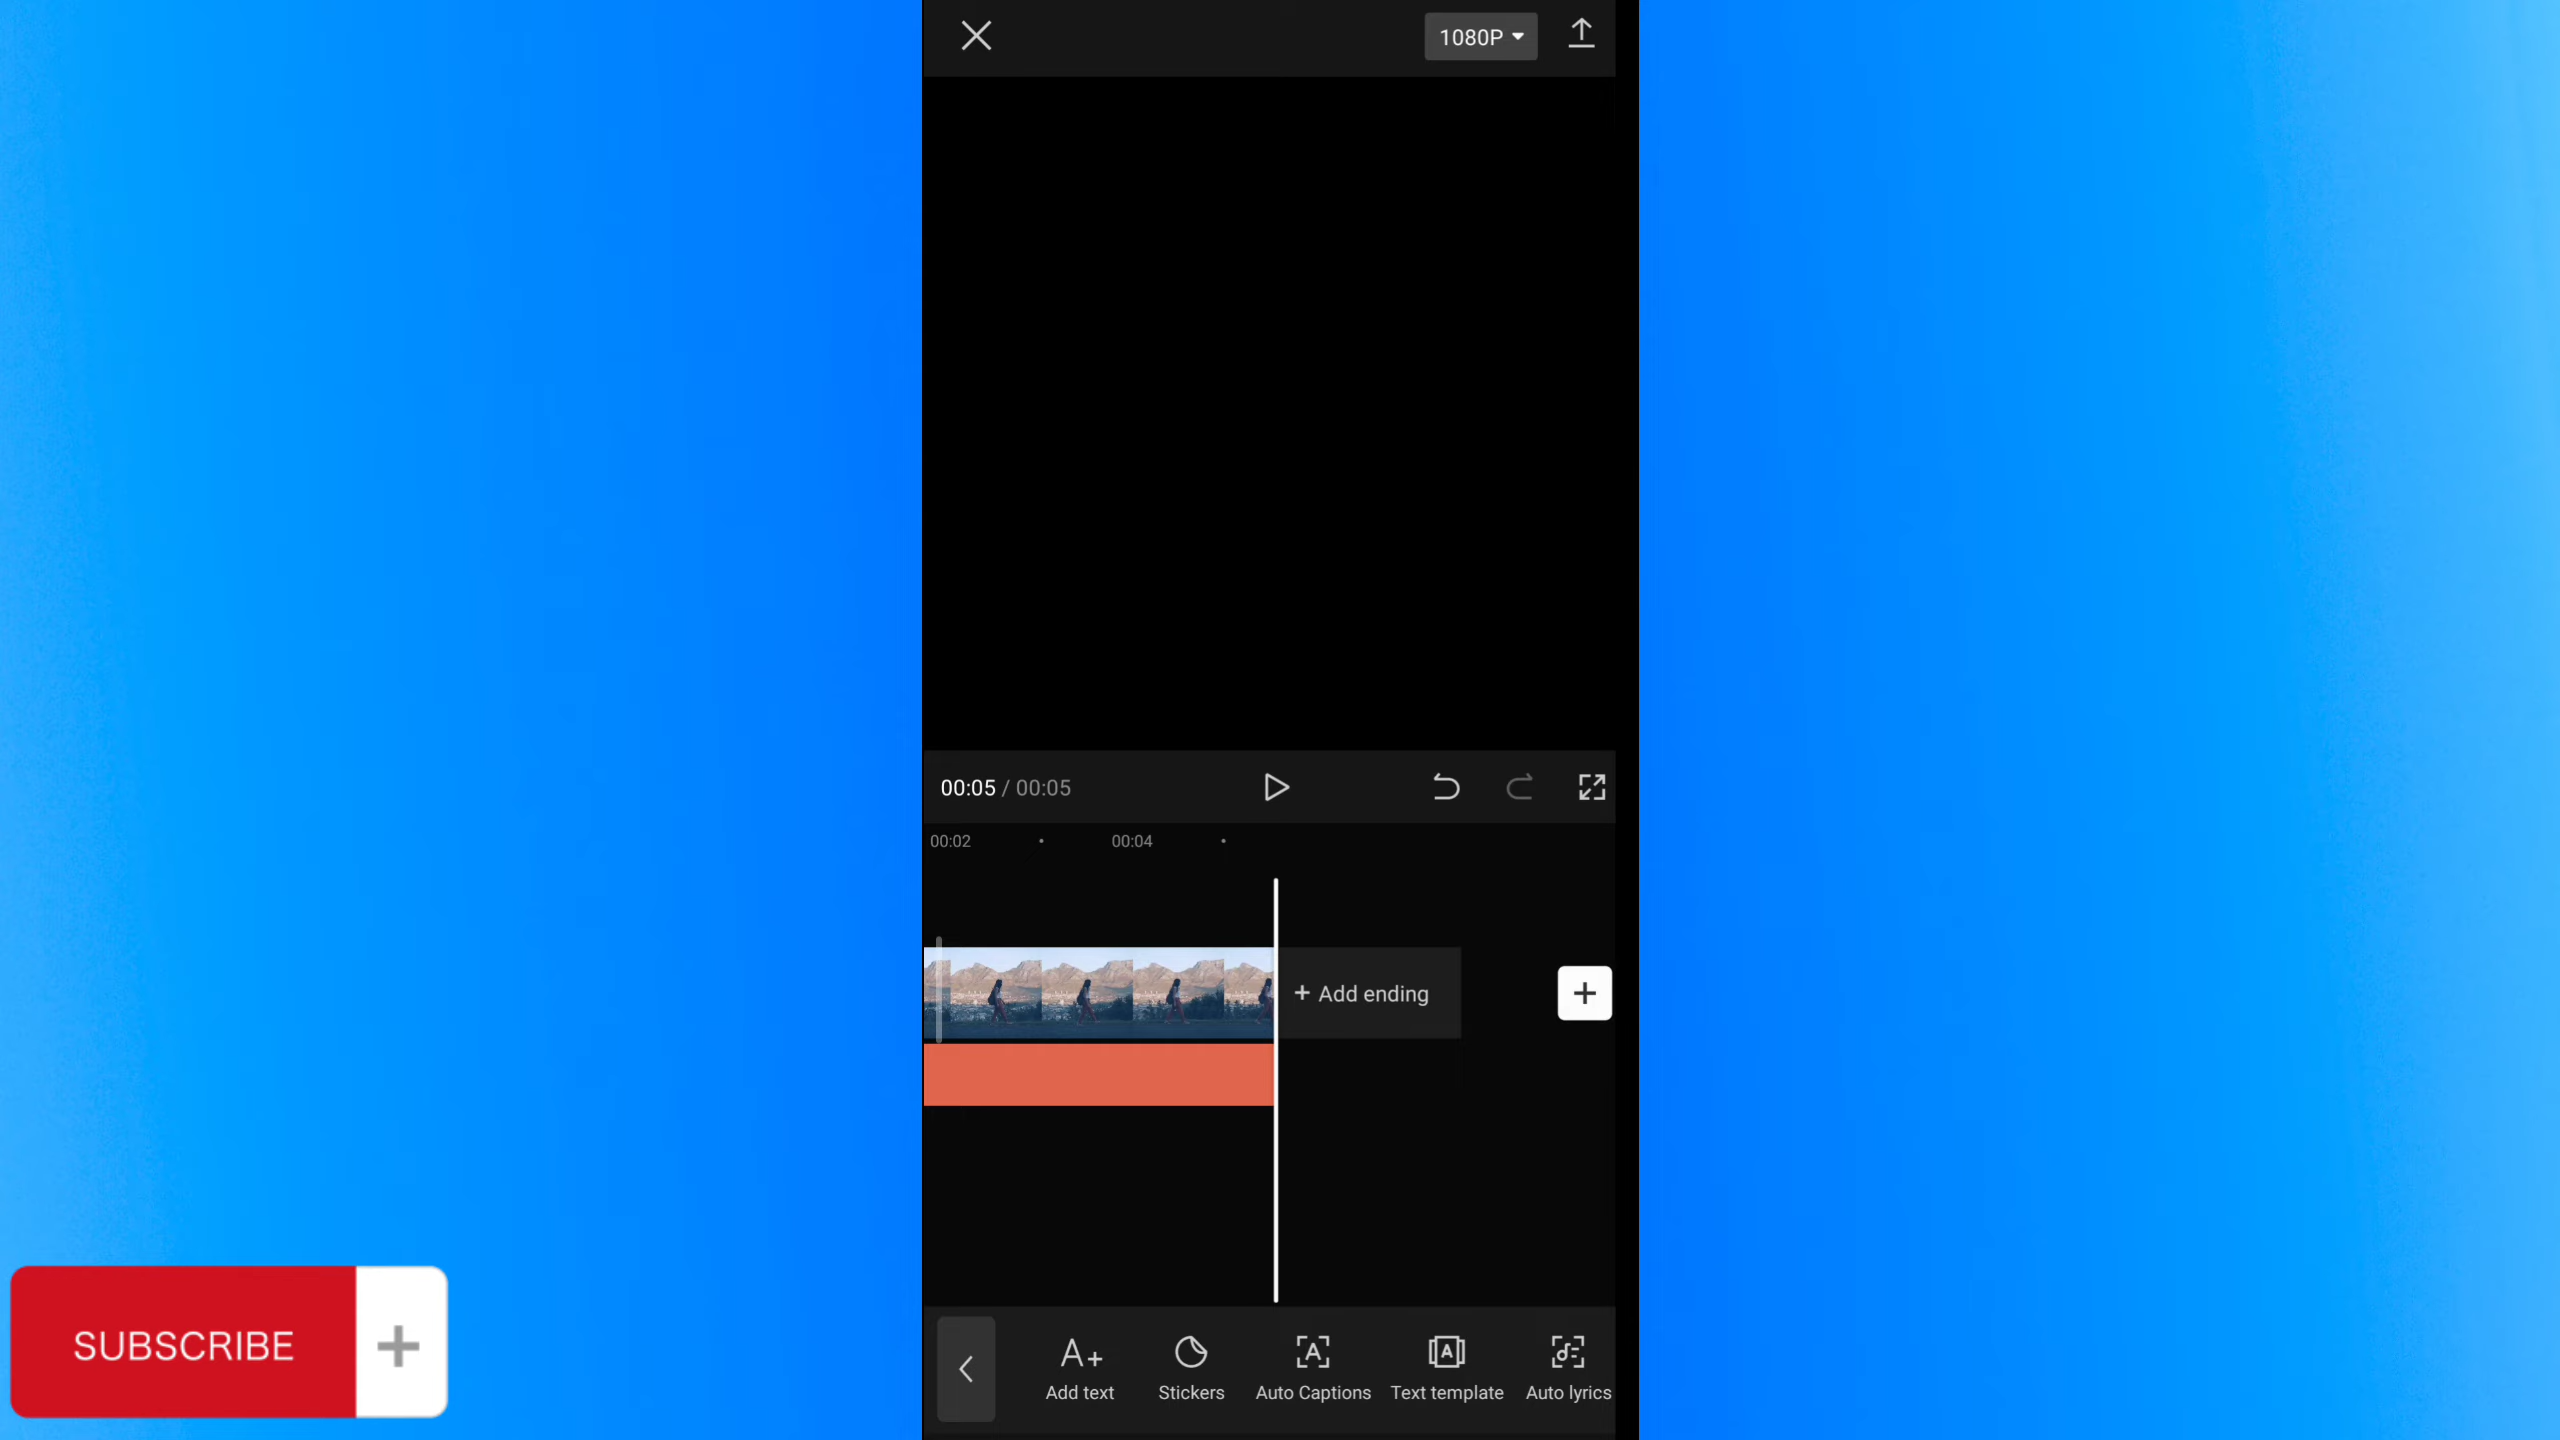 1080P
00:05 / 00:05
00:02
00:04
+ Add ending
Add text
Stickers
Auto Captions
Text template
Auto lyrics
SUBSCRIBE